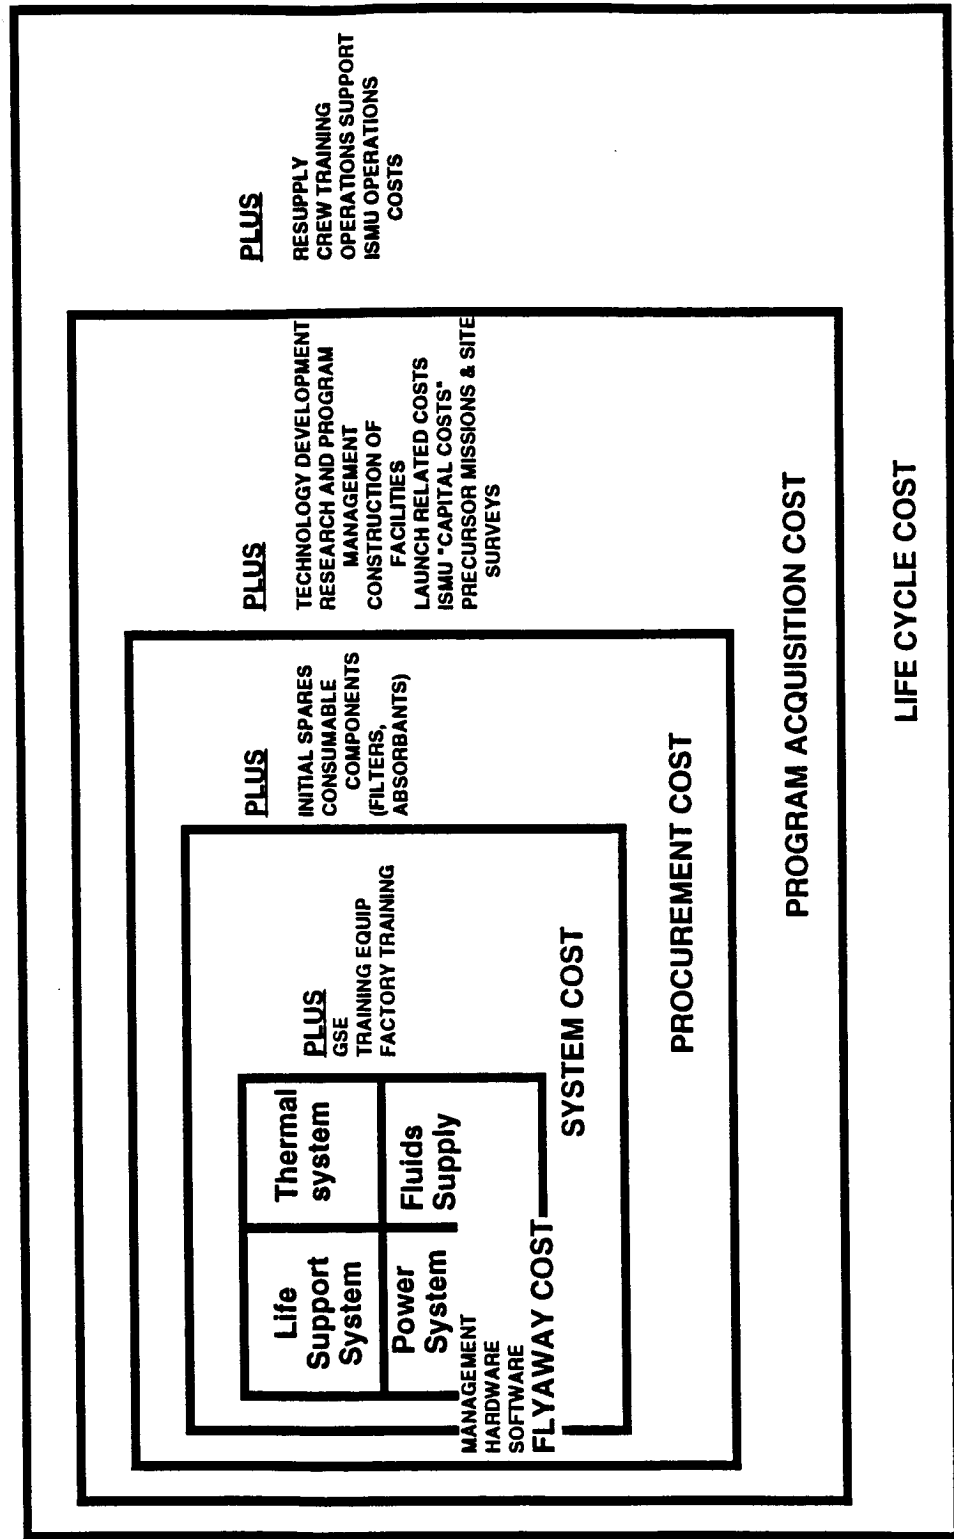 Life
Support
System
Thermal
system
Power
System
Fluids
Supply
MANAGEMENT
HARDWARE
SOFTWARE
FLYAWAY COST
PLUS
GSE
TRAINING EQUIP
FACTORY TRAINING
SYSTEM COST
PLUS
INITIAL SPARES
CONSUMABLE
COMPONENTS
(FILTERS,
ABSORBANTS)
PROCUREMENT COST
PLUS
TECHNOLOGY DEVELOPMENT
RESEARCH AND PROGRAM
MANAGEMENT
CONSTRUCTION OF
FACILITIES
LAUNCH RELATED COSTS
ISMU "CAPITAL COSTS"
PRECURSOR MISSIONS & SITE
SURVEYS
PROGRAM ACQUISITION COST
PLUS
RESUPPLY
CREW TRAINING
OPERATIONS SUPPORT
ISMU OPERATIONS
COSTS
LIFE CYCLE COST